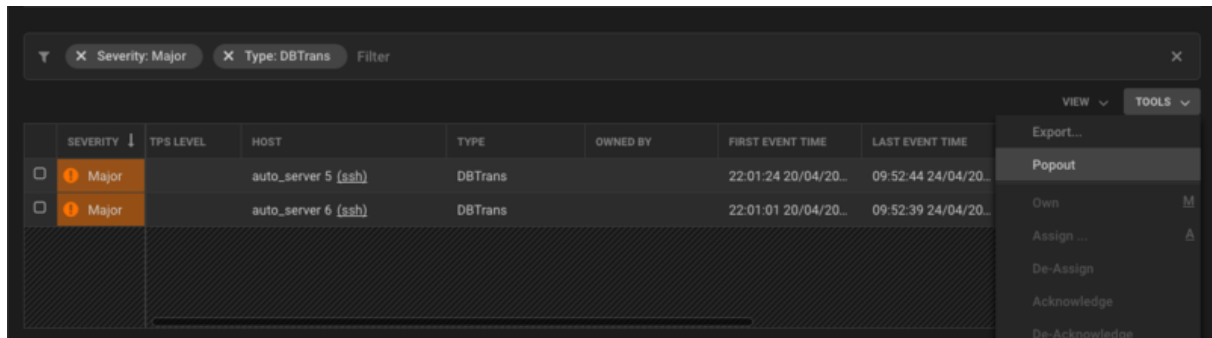 Severity: Major Type: DBTrans Filter
VIEW TOOLS
SEVERITY TPS LEVEL HOST TYPE OWNED BY FIRST EVENT TIME LAST EVENT TIME
Major auto_server 5 (ssh) DBTrans 22:01:24 20/04/20... 09:52:44 24/04/20...
Major auto_server 6 (ssh) DBTrans 22:01:01 20/04/20... 09:52:39 24/04/20...
Export...
Popout
Own M
Assign ... A
De-Assign
Acknowledge
De-Acknowledge